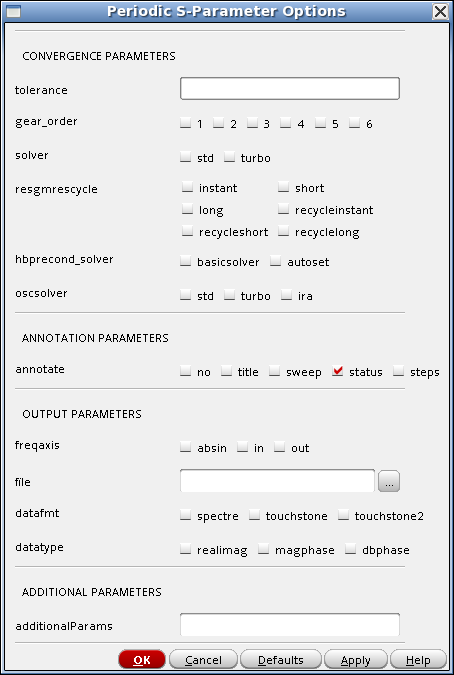 Periodic S-Parameter Options
CONVERGENCE PARAMETERS
tolerance
gear_order 1 2 3 4 5 6
solver std turbo
resgmrescycle instant short
long recycleinstant
recycleshort recyclelong
hbprecond_solver basicsolver autoset
oscsolver std turbo ira
ANNOTATION PARAMETERS
annotate no title sweep status steps
OUTPUT PARAMETERS
freqaxis absin in out
file ...
datafmt spectre touchstone touchstone2
datatype realimag magphase dbphase
ADDITIONAL PARAMETERS
additionalParams
OK Cancel Defaults Apply Help